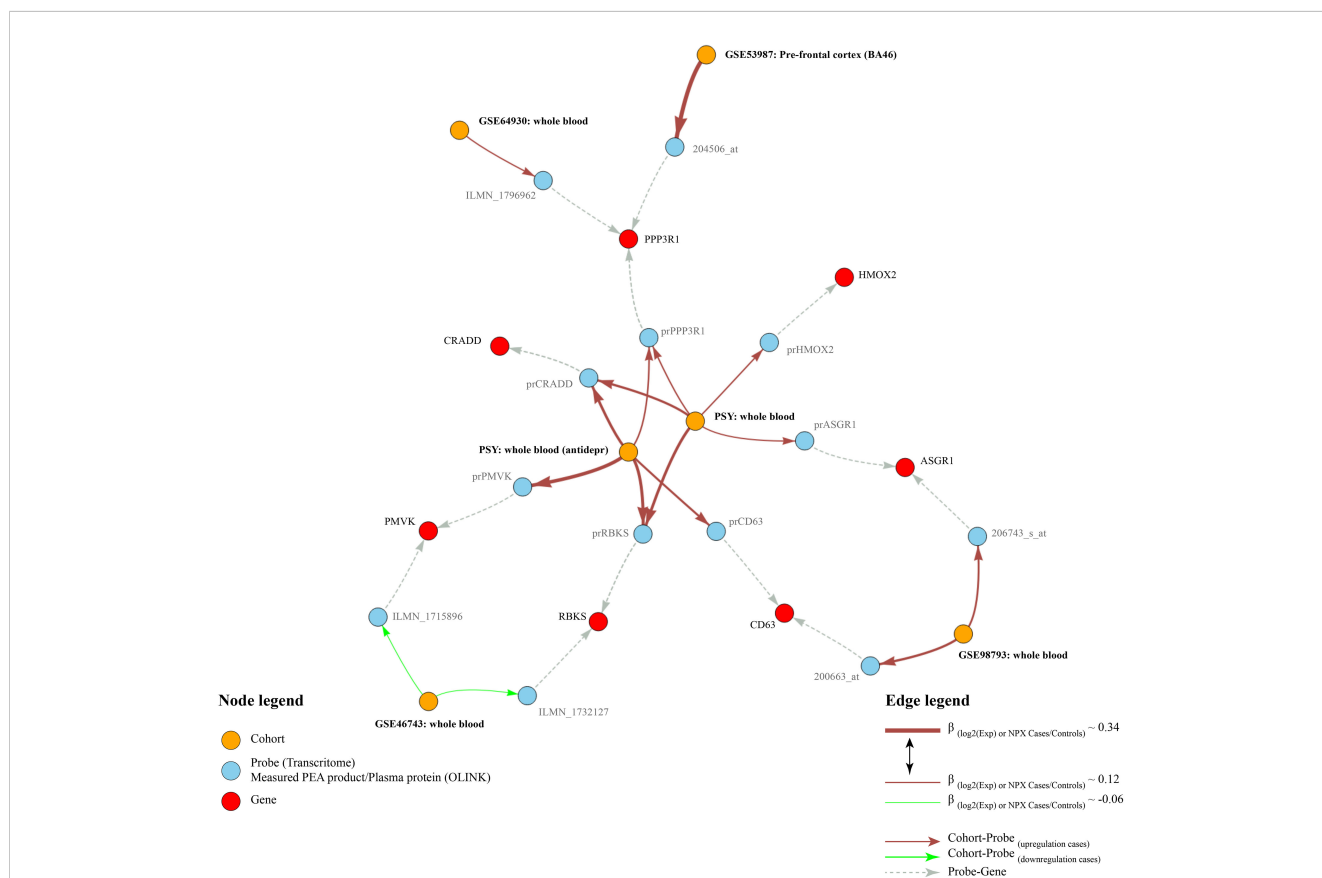 GSE53987: Pre-frontal cortex (BA46)
GSE64930: whole blood
204506_at
ILMN_1796962
PPP3R1
HMOX2
prPPP3R1
CRADD
prHMOX2
prCRADD
PSY: whole blood
prASGR1
PSY: whole blood (antidepr)
ASGR1
prPMVK
PMVK
prCD63
prRBKS
206743_s_at
ILMN_1715896
RBKS
CD63
GSE98793: whole blood
200663_at
ILMN_1732127
GSE46743: whole blood
Node legend
Cohort
Probe (Transcritome)
Measured PEA product/Plasma protein (OLINK)
Gene
Edge legend
β (log2(Exp) or NPX Cases/Controls) ~ 0.34
β (log2(Exp) or NPX Cases/Controls) ~ 0.12
β (log2(Exp) or NPX Cases/Controls) ~ -0.06
Cohort-Probe (upregulation cases)
Cohort-Probe (downregulation cases)
Probe-Gene